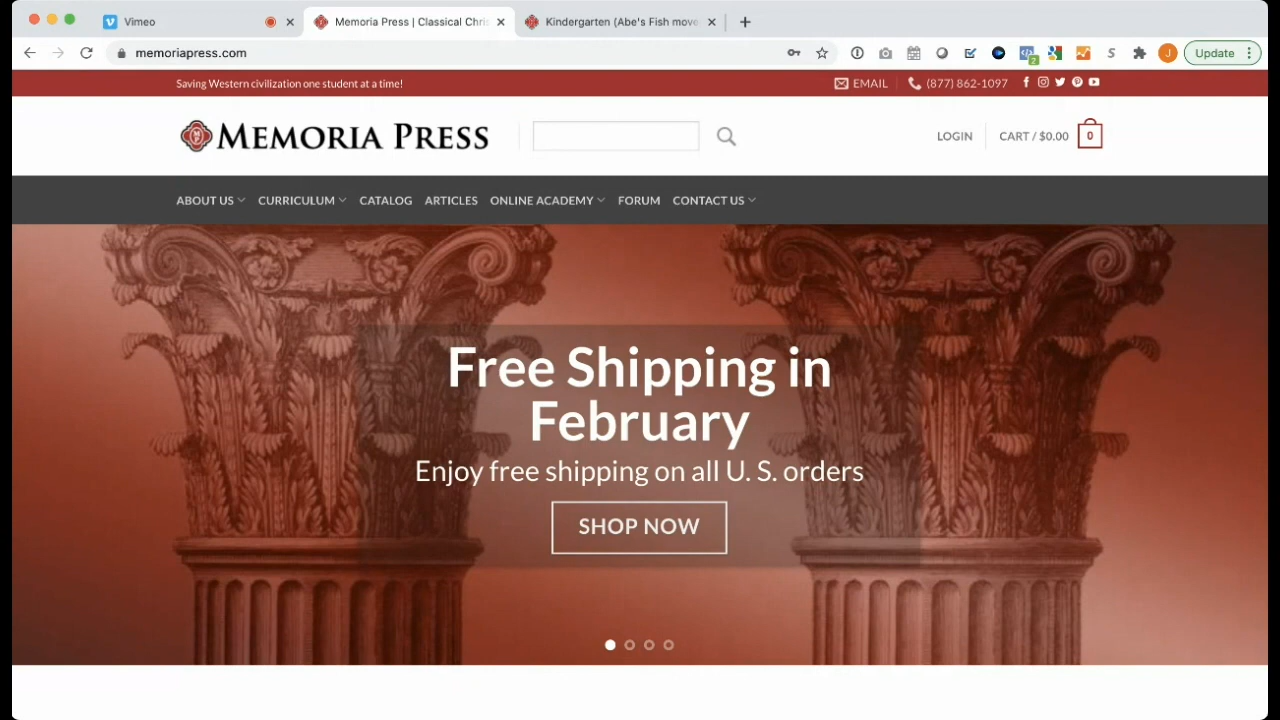 Vimeo
Memoria Press | Classical Chris
Kindergarten (Abe's Fish move
memoriapress.com
2
S
J
Update
Saving Western civilization one student at a time!
EMAIL
(877) 862-1097
MEMORIA PRESS
LOGIN
CART / $0.00
0
ABOUT US
CURRICULUM
CATALOG
ARTICLES
ONLINE ACADEMY
FORUM
CONTACT US
Free Shipping in
February
Enjoy free shipping on all U. S. orders
SHOP NOW